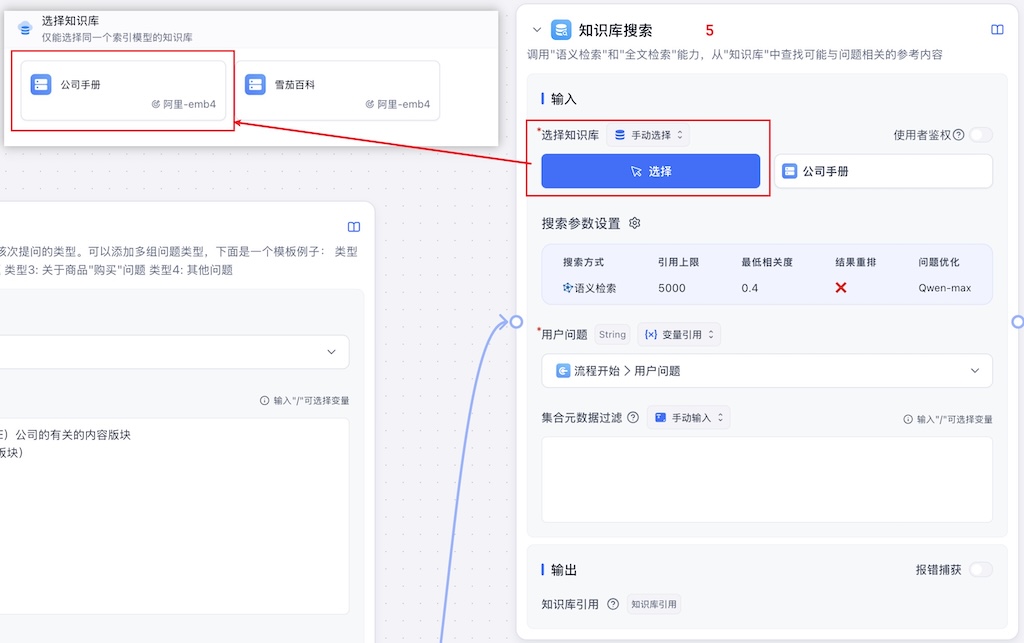 选择知识库
仅能选择同一个索引模型的知识库
公司手册
阿里-emb4
雪茄百科
阿里-emb4
该次提问的类型。可以添加多组问题类型，下面是一个模板例子： 类型
类型3: 关于商品"购买"问题 类型4: 其他问题
输入"/"可选择变量
E）公司的有关的内容版块
版块）
知识库搜索
5
调用"语义检索"和"全文检索"能力，从"知识库"中查找可能与问题相关的参考内容
输入
*选择知识库
手动选择
使用者鉴权
选择
公司手册
搜索参数设置
搜索方式 引用上限 最低相关度 结果重排 问题优化
语义检索 5000 0.4 Qwen-max
*用户问题 String {x} 变量引用
流程开始 > 用户问题
集合元数据过滤 手动输入
输入"/"可选择变量
输出
报错捕获
知识库引用 知识库引用